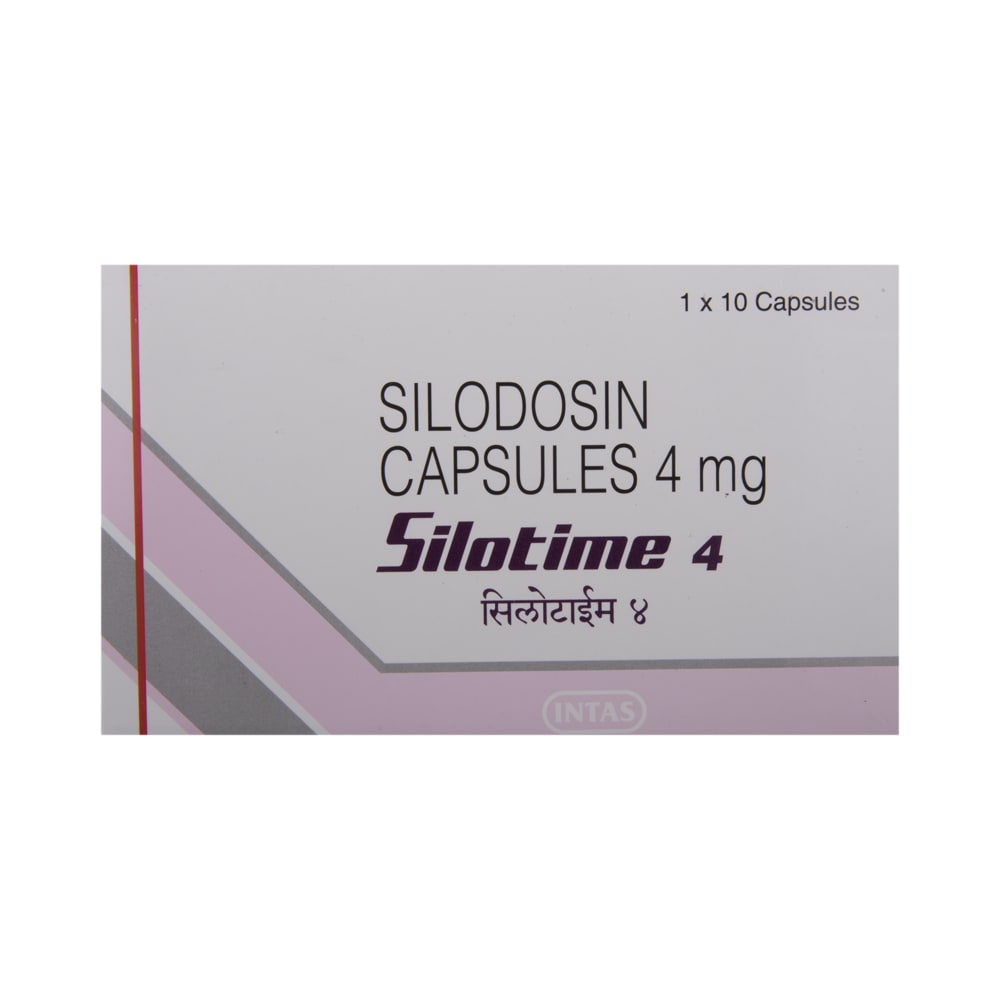 1 x 10 Capsules
SILODOSIN
CAPSULES 4 mg
Silotime 4
सिलोटाईम ४
INTAS